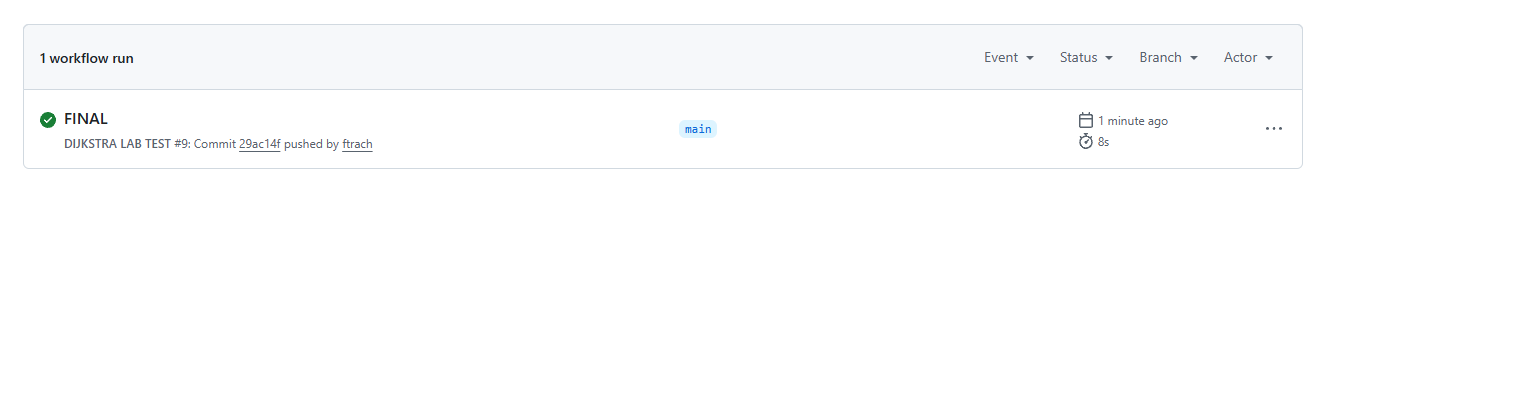 1 workflow run
Event Status Branch Actor
FINAL
DIJKSTRA LAB TEST #9: Commit 29ac14f pushed by ftrach
main
1 minute ago
8s